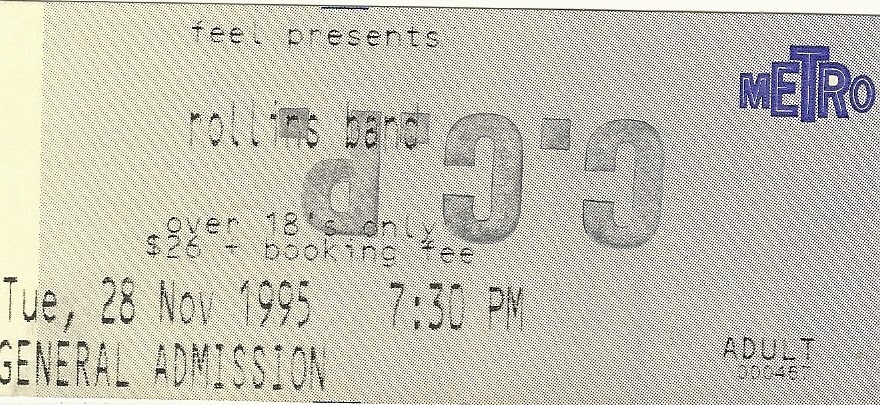 feel presents
METRO
rollins band
over 18's only
$26 + booking fee
Tue, 28 Nov 1995 7:30 PM
GENERAL ADMISSION
ADULT